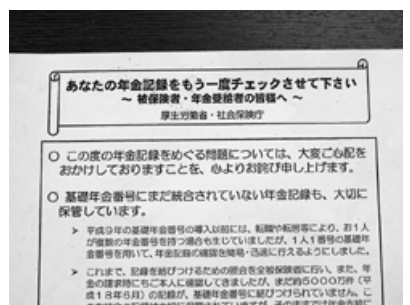 あなたの年金記録をもう一度チェックさせて下さい
～ 被保険者・年金受給者の皆様へ ～
厚生労働省・社会保険庁
○ この度の年金記録をめぐる問題については、大変ご心配を
おかけしておりますことを、心よりお詫び申し上げます。
○ 基礎年金番号にまだ統合されていない年金記録も、大切に
保管しています。
➢ 平成９年の基礎年金番号の導入以前には、転職や転居等により、お１人
が複数の年金番号を持つ場合も生じていましたが、１人１番号の基礎年
金番号を用いて、年金記録の確認を簡易・迅速に行えるようにしました。
➢ これまで、記録を結びつけるための照会を全被保険者に行い、また、年
金の請求時にもご本人に確認してきましたが、まだ約５０００万件（平
成１８年６月）の記録が、基礎年金番号に結びつけられていません。こ